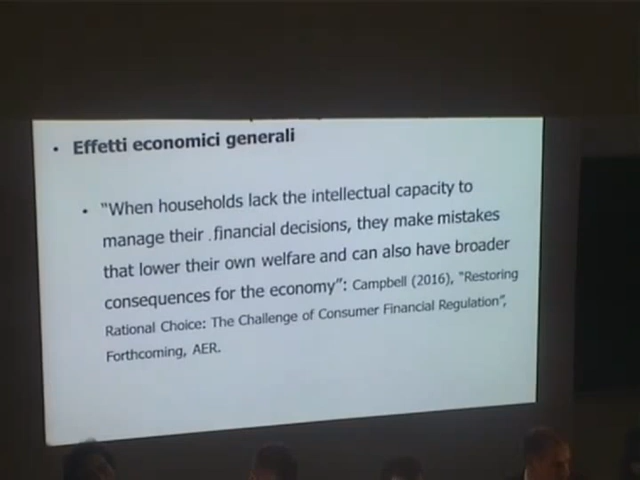 • Effetti economici generali
• "When households lack the intellectual capacity to
manage their .financial decisions, they make mistakes
that lower their own welfare and can also have broader
consequences for the economy": Campbell (2016), "Restoring
Rational Choice: The Challenge of Consumer Financial Regulation",
Forthcoming, AER.